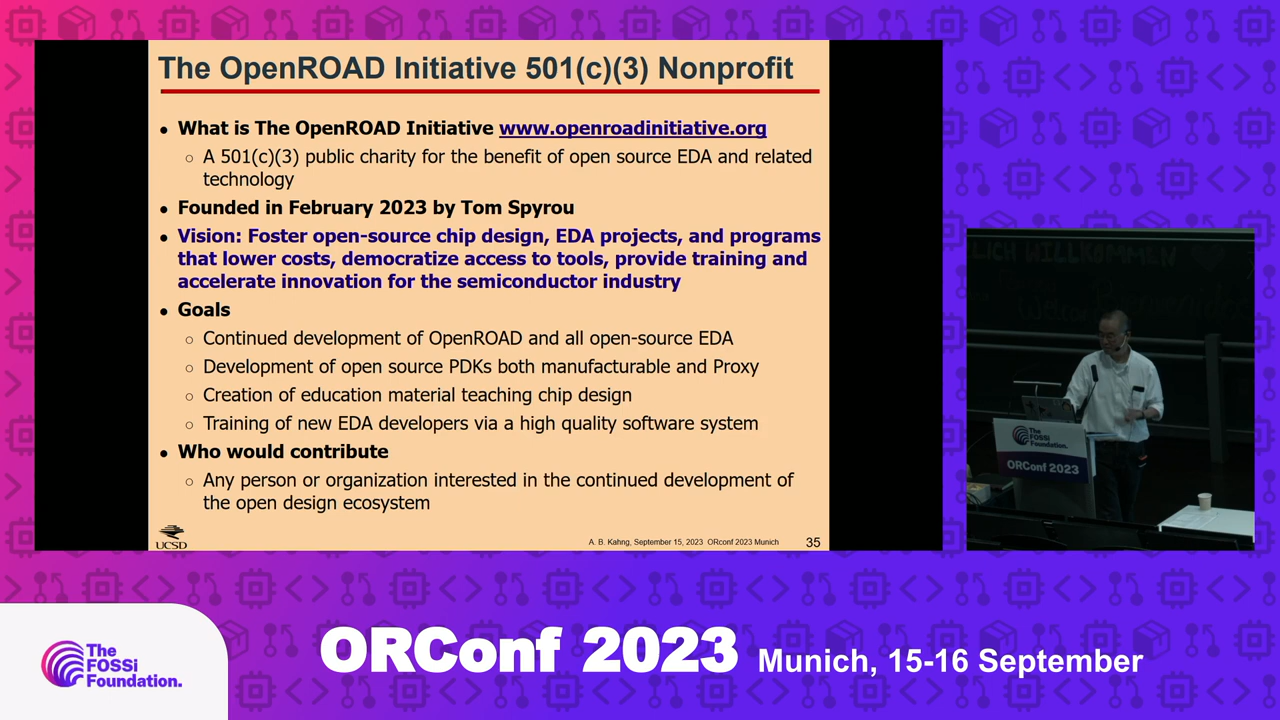 The OpenROAD Initiative 501(c)(3) Nonprofit
• What is The OpenROAD Initiative www.openroadinitiative.org
○ A 501(c)(3) public charity for the benefit of open source EDA and related
technology
• Founded in February 2023 by Tom Spyrou
• Vision: Foster open-source chip design, EDA projects, and programs
that lower costs, democratize access to tools, provide training and
accelerate innovation for the semiconductor industry
• Goals
○ Continued development of OpenROAD and all open-source EDA
○ Development of open source PDKs both manufacturable and Proxy
○ Creation of education material teaching chip design
○ Training of new EDA developers via a high quality software system
• Who would contribute
○ Any person or organization interested in the continued development of
the open design ecosystem
UCSD
A. B. Kahng, September 15, 2023 ORconf 2023 Munich
35
LICH WILLKOMMEN
The
FOSSi
Foundation.
ORConf 2023
The
FOSSi
Foundation.
ORConf 2023 Munich, 15-16 September